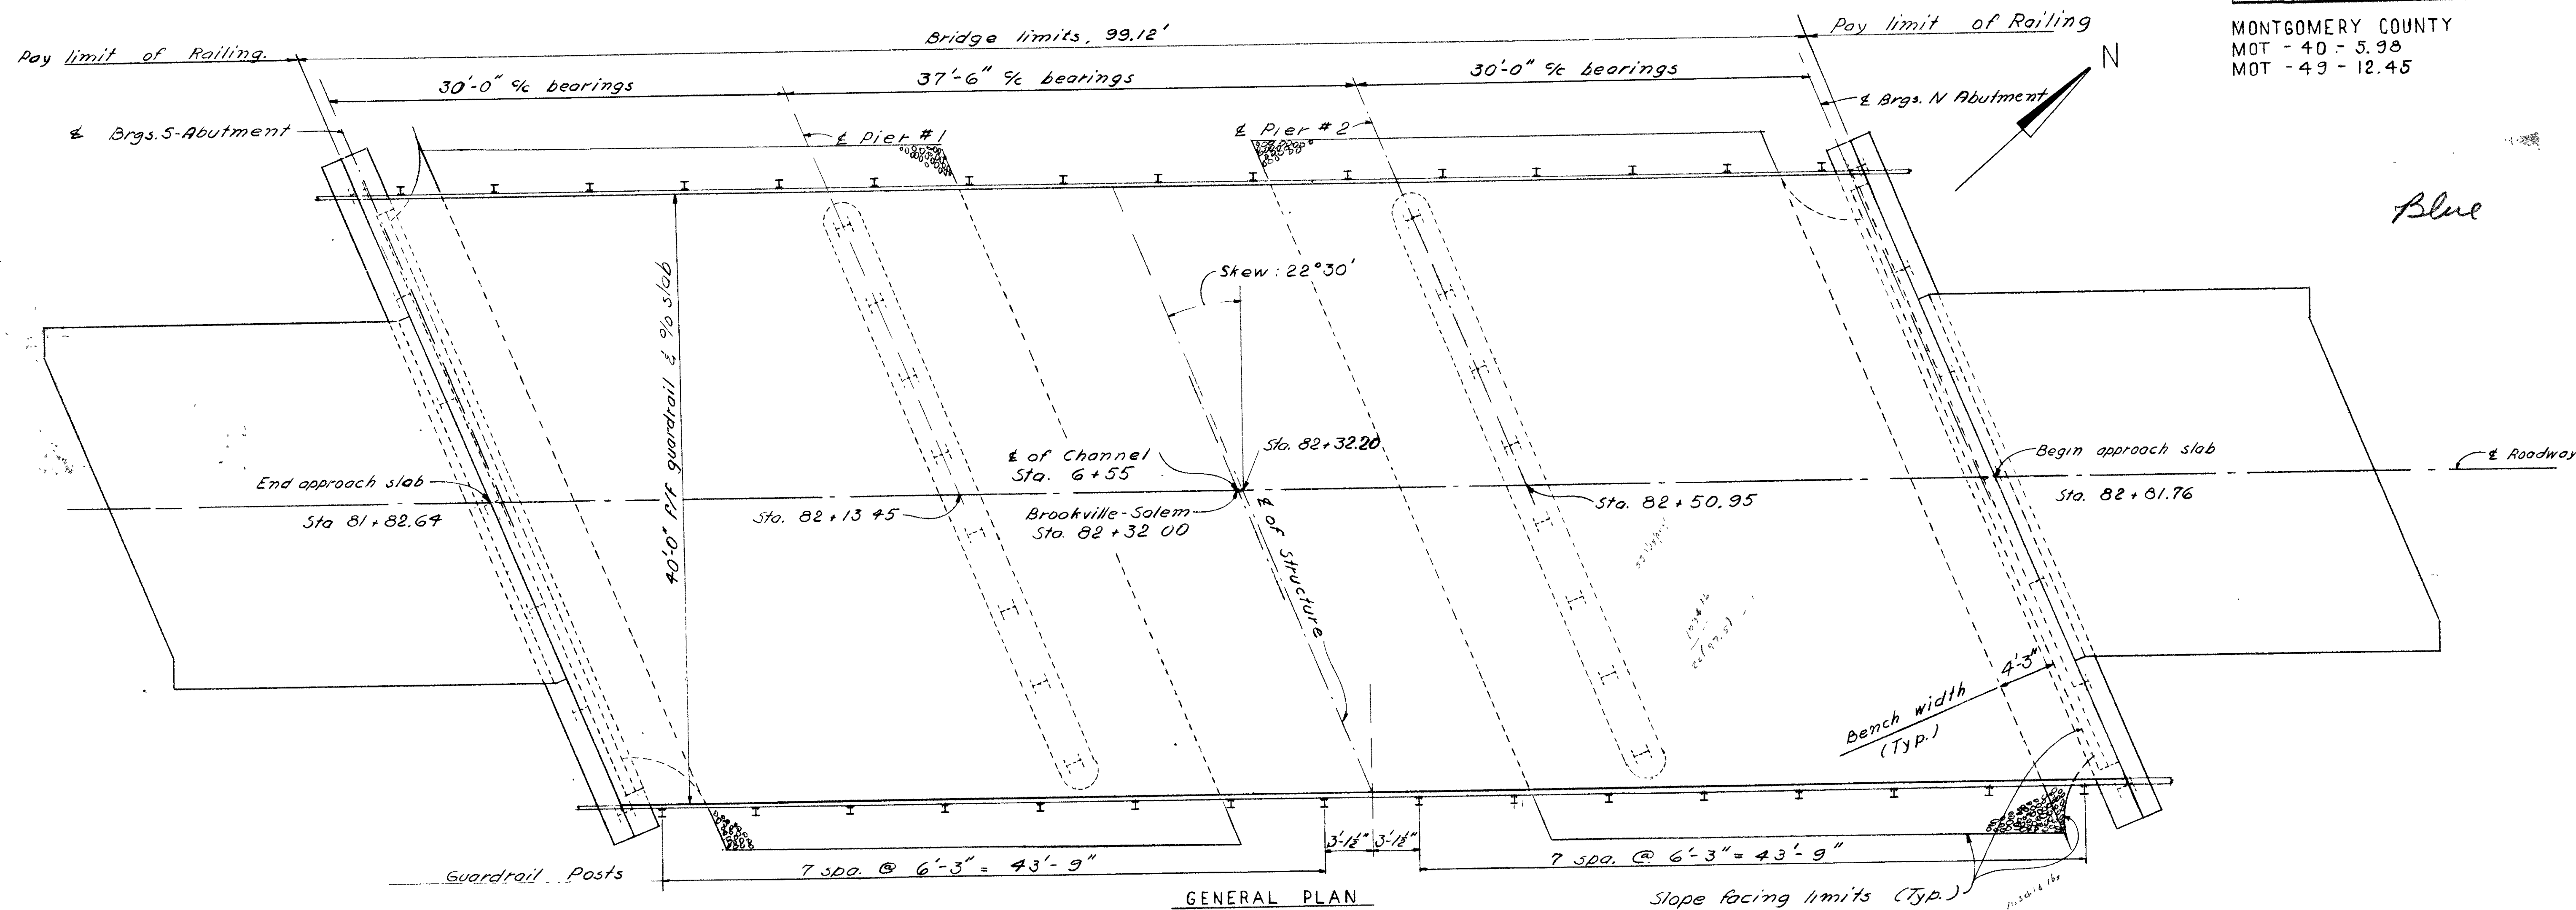 MONTGOMERY COUNTY
MOT - 40 - 5.98
MOT - 49 - 12.45
Blue
Pay limit of Railing.
Bridge limits, 99.12'
Pay limit of Railing
30'-0" c/c bearings
37'-6" c/c bearings
30'-0" c/c bearings
N
℄ Brgs. S-Abutment
℄ Pier #1
℄ Pier #2
℄ Brgs. N Abutment
Skew: 22°30'
40'-0" F/F guardrail & o/o slab
End approach slab
Sta 81+82.64
Sta. 82+13 45
℄ of Channel
Sta. 6+55
Brookville-Salem
Sta. 82+32 00
Sta. 82+32.20
℄ of Structure
Sta. 82+50.95
Begin approach slab
Sta. 82+81.76
℄ Roadway
4'-3"
Bench width
(Typ.)
Guardrail Posts
7 spa. @ 6'-3" = 43'-9"
3'-1½"
3'-1½"
7 spa. @ 6'-3" = 43'-9"
Slope facing limits (Typ.)
GENERAL PLAN